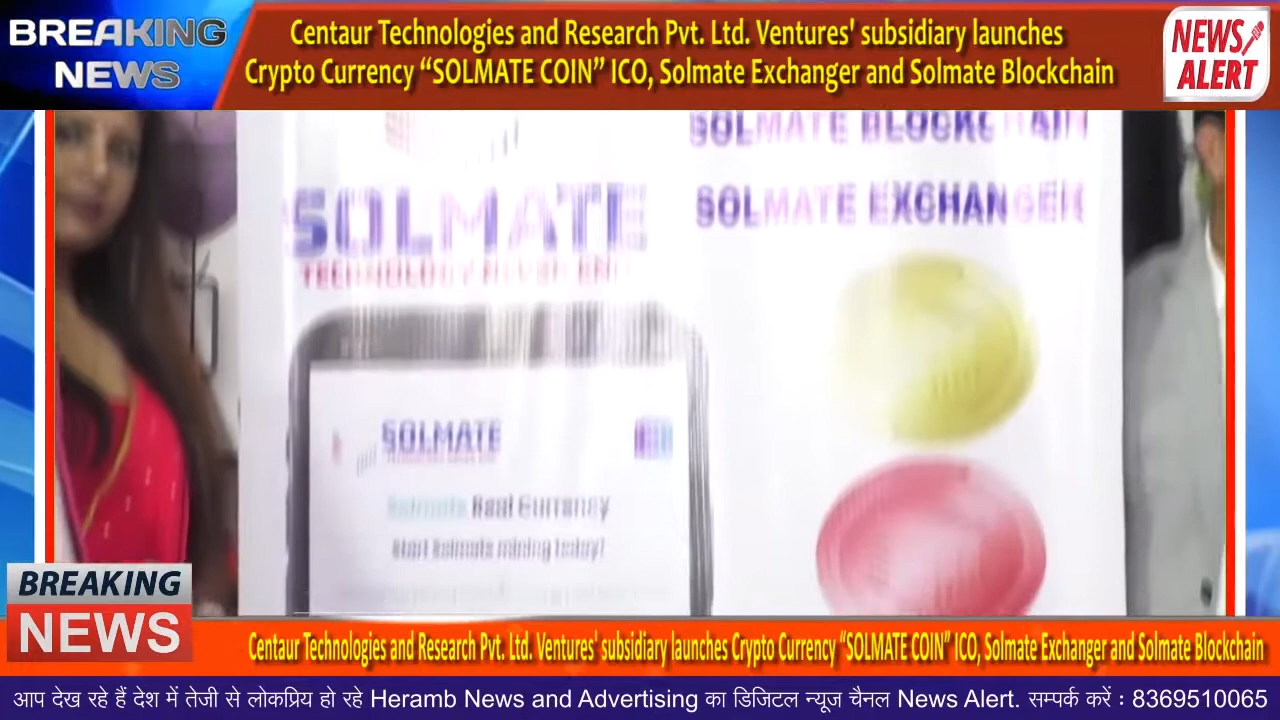 BREAKING
NEWS
Centaur Technologies and Research Pvt. Ltd. Ventures' subsidiary launches
Crypto Currency “SOLMATE COIN” ICO, Solmate Exchanger and Solmate Blockchain
NEWS
ALERT
SOLMATE BLOCKCHAIN
SOLMATE EXCHANGER
SOLMATE
TECHNOLOGY
SOLMATE
Solmate Real Currency
Start Solmate mining today!
BREAKING
NEWS
Centaur Technologies and Research Pvt. Ltd. Ventures' subsidiary launches Crypto Currency “SOLMATE COIN” ICO, Solmate Exchanger and Solmate Blockchain
आप देख रहे हैं देश में तेजी से लोकप्रिय हो रहे Heramb News and Advertising का डिजिटल न्यूज चैनल News Alert. सम्पर्क करें : 8369510065